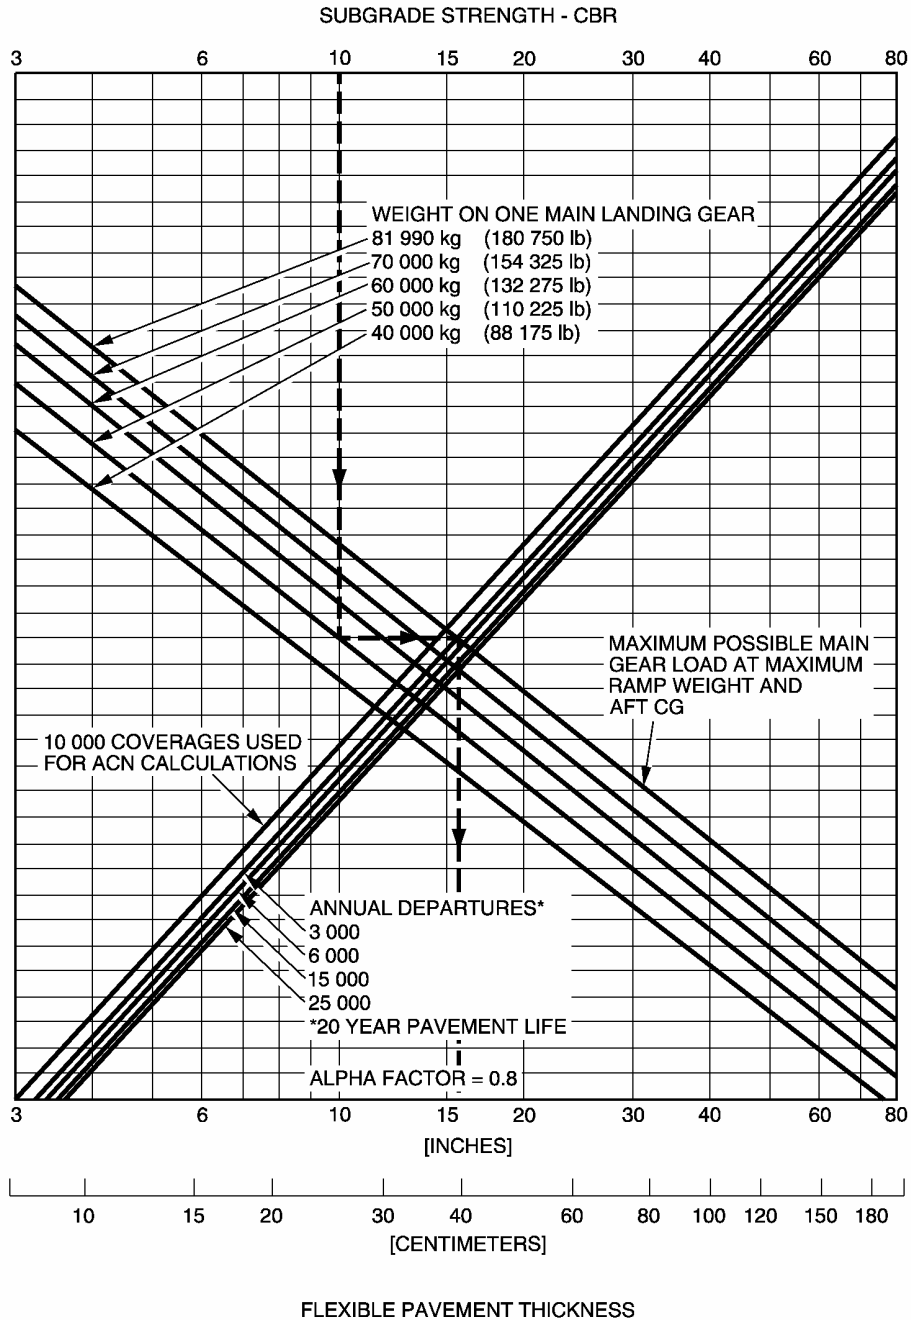 SUBGRADE STRENGTH - CBR
3 6 10 15 20 30 40 60 80
WEIGHT ON ONE MAIN LANDING GEAR
81 990 kg (180 750 lb)
70 000 kg (154 325 lb)
60 000 kg (132 275 lb)
50 000 kg (110 225 lb)
40 000 kg (88 175 lb)
MAXIMUM POSSIBLE MAIN
GEAR LOAD AT MAXIMUM
RAMP WEIGHT AND
AFT CG
10 000 COVERAGES USED
FOR ACN CALCULATIONS
ANNUAL DEPARTURES*
3 000
6 000
15 000
25 000
*20 YEAR PAVEMENT LIFE
ALPHA FACTOR = 0.8
3 6 10 15 20 30 40 60 80
[INCHES]
10 15 20 30 40 60 80 100 120 150 180
[CENTIMETERS]
FLEXIBLE PAVEMENT THICKNESS